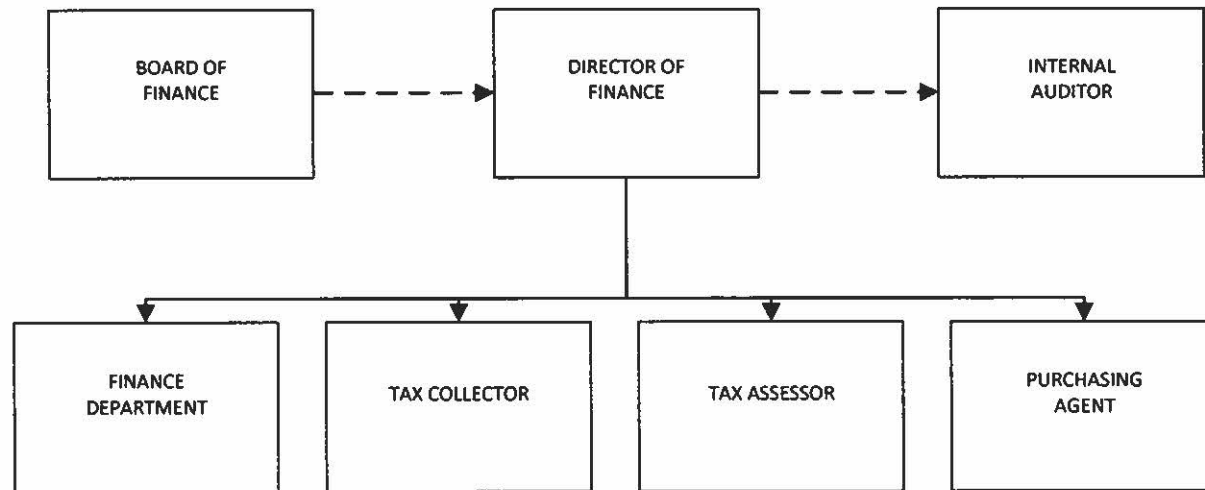 BOARD OF
FINANCE
DIRECTOR OF
FINANCE
INTERNAL
AUDITOR
FINANCE
DEPARTMENT
TAX COLLECTOR
TAX ASSESSOR
PURCHASING
AGENT